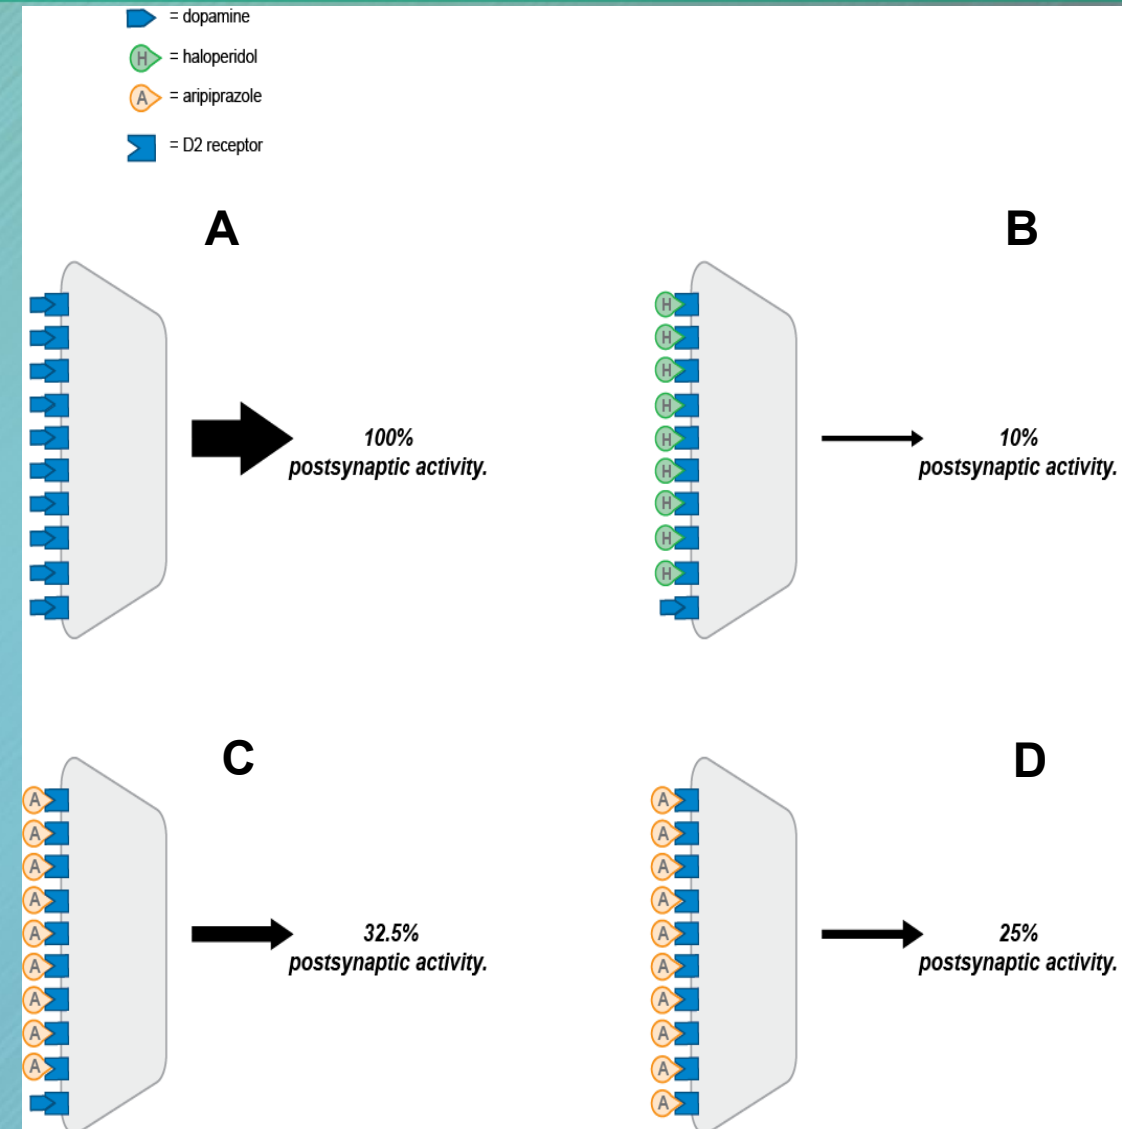 = dopamine
H = haloperidol
A = aripiprazole
= D2 receptor
A
B
H
H
H
H
H
H
H
H
H
100%
postsynaptic activity.
10%
postsynaptic activity.
C
D
A
A
A
A
A
A
A
A
A
32.5%
postsynaptic activity.
A
A
A
A
A
A
A
A
A
A
25%
postsynaptic activity.